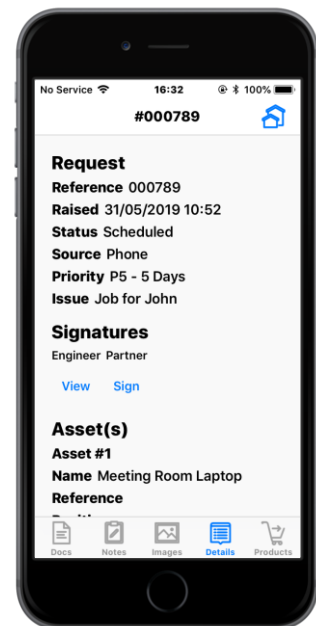 No Service 16:32 100%
#000789
Request
Reference 000789
Raised 31/05/2019 10:52
Status Scheduled
Source Phone
Priority P5 - 5 Days
Issue Job for John
Signatures
Engineer Partner
View Sign
Asset(s)
Asset #1
Name Meeting Room Laptop
Reference
Docs Notes Images Details Products